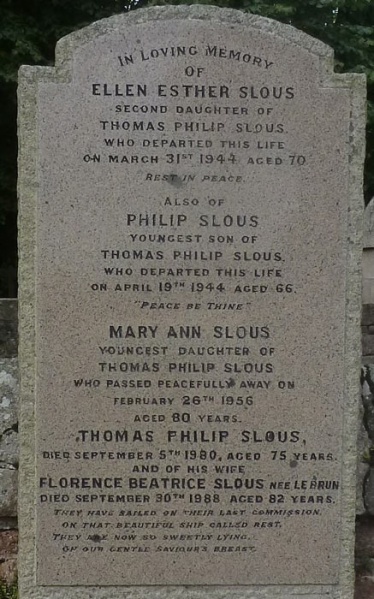 IN LOVING MEMORY
OF
ELLEN ESTHER SLOUS
SECOND DAUGHTER OF
THOMAS PHILIP SLOUS.
WHO DEPARTED THIS LIFE
ON MARCH 31ST 1944 AGED 70
REST IN PEACE.
ALSO OF
PHILIP SLOUS
YOUNGEST SON OF
THOMAS PHILIP SLOUS.
WHO DEPARTED THIS LIFE
ON APRIL 19TH 1944 AGED 66.
"PEACE BE THINE"
MARY ANN SLOUS
YOUNGEST DAUGHTER OF
THOMAS PHILIP SLOUS
WHO PASSED PEACEFULLY AWAY ON
FEBRUARY 26TH 1956
AGED 80 YEARS.
THOMAS PHILIP SLOUS,
DIED SEPTEMBER 5TH 1980, AGED 75 YEARS.
AND OF HIS WIFE
FLORENCE BEATRICE SLOUS NEE LE BRUN
DIED SEPTEMBER 30TH 1988 AGED 82 YEARS.
THEY HAVE SAILED ON THEIR LAST COMMISSION.
ON THAT BEAUTIFUL SHIP CALLED REST.
THEY ARE NOW SO SWEETLY LYING.
OF OUR GENTLE SAVIOUR'S BREAST.